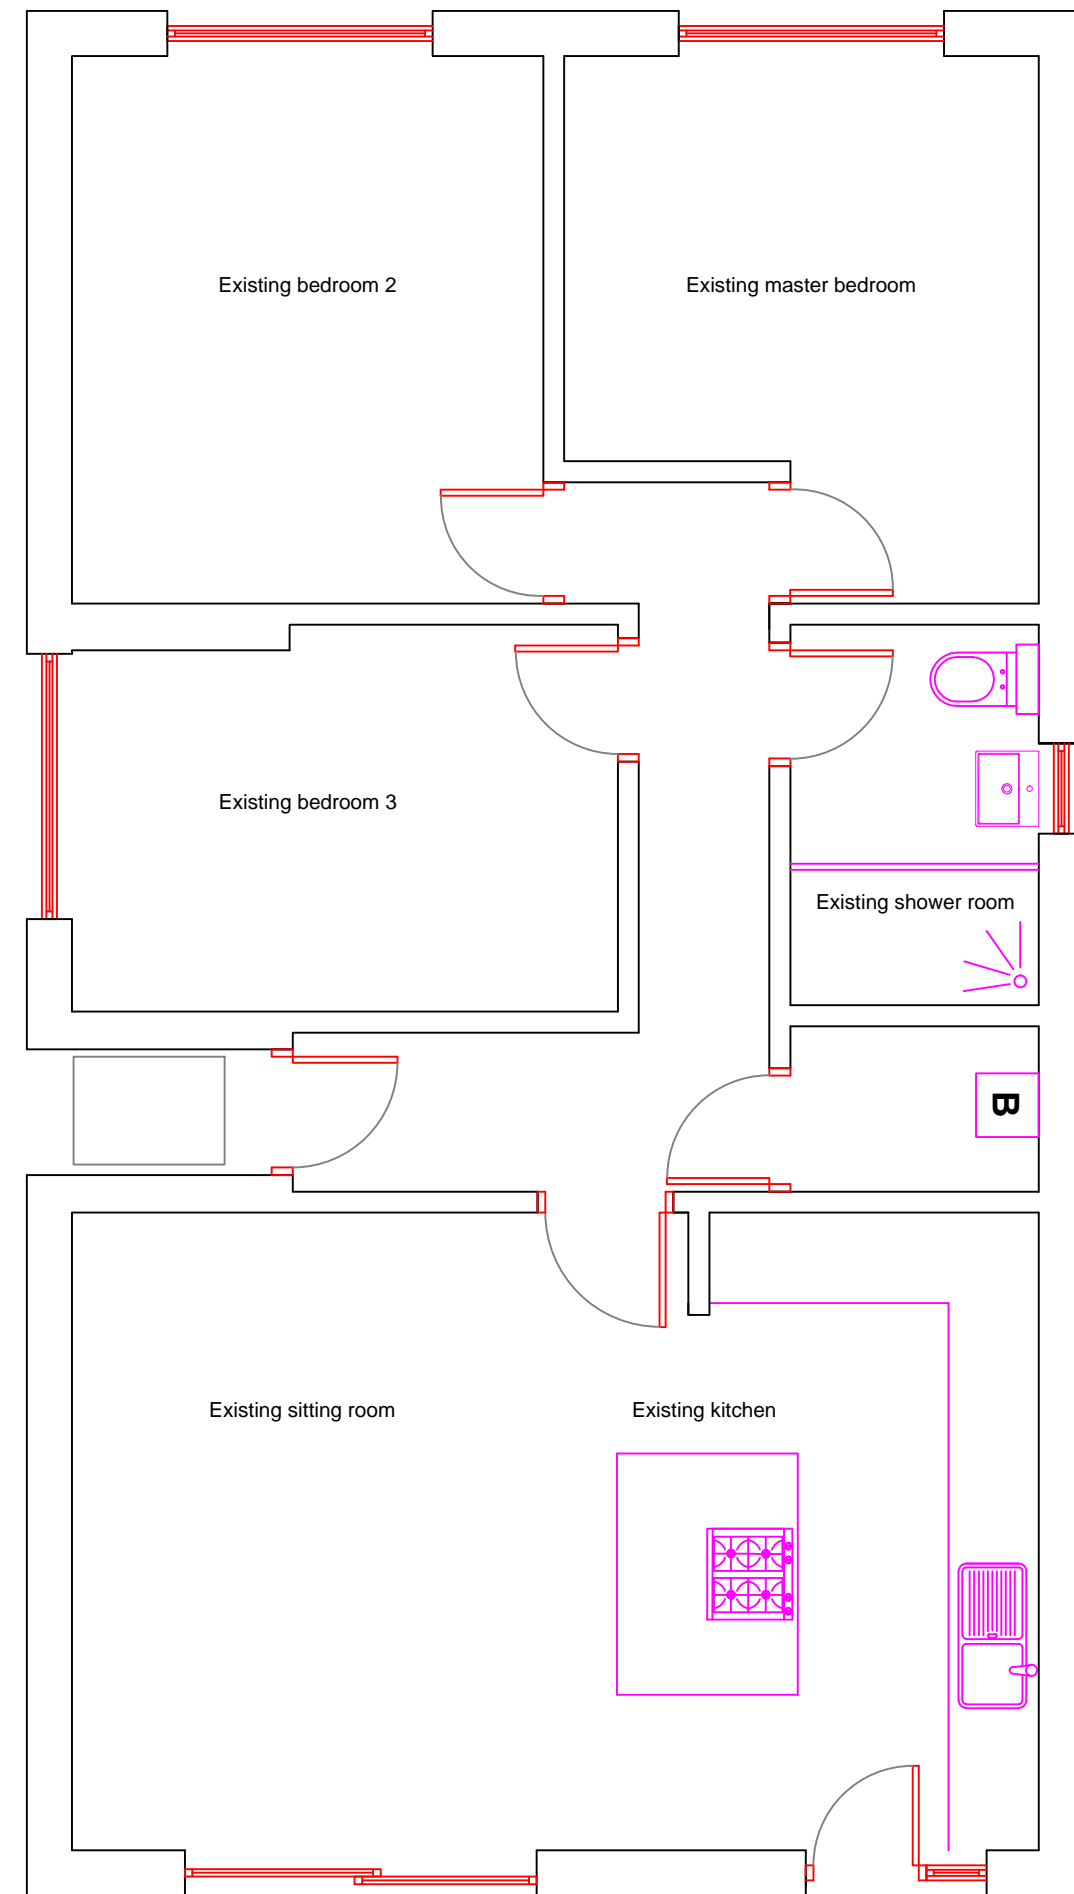 Existing bedroom 2
Existing master bedroom
Existing bedroom 3
Existing shower room
B
Existing sitting room
Existing kitchen